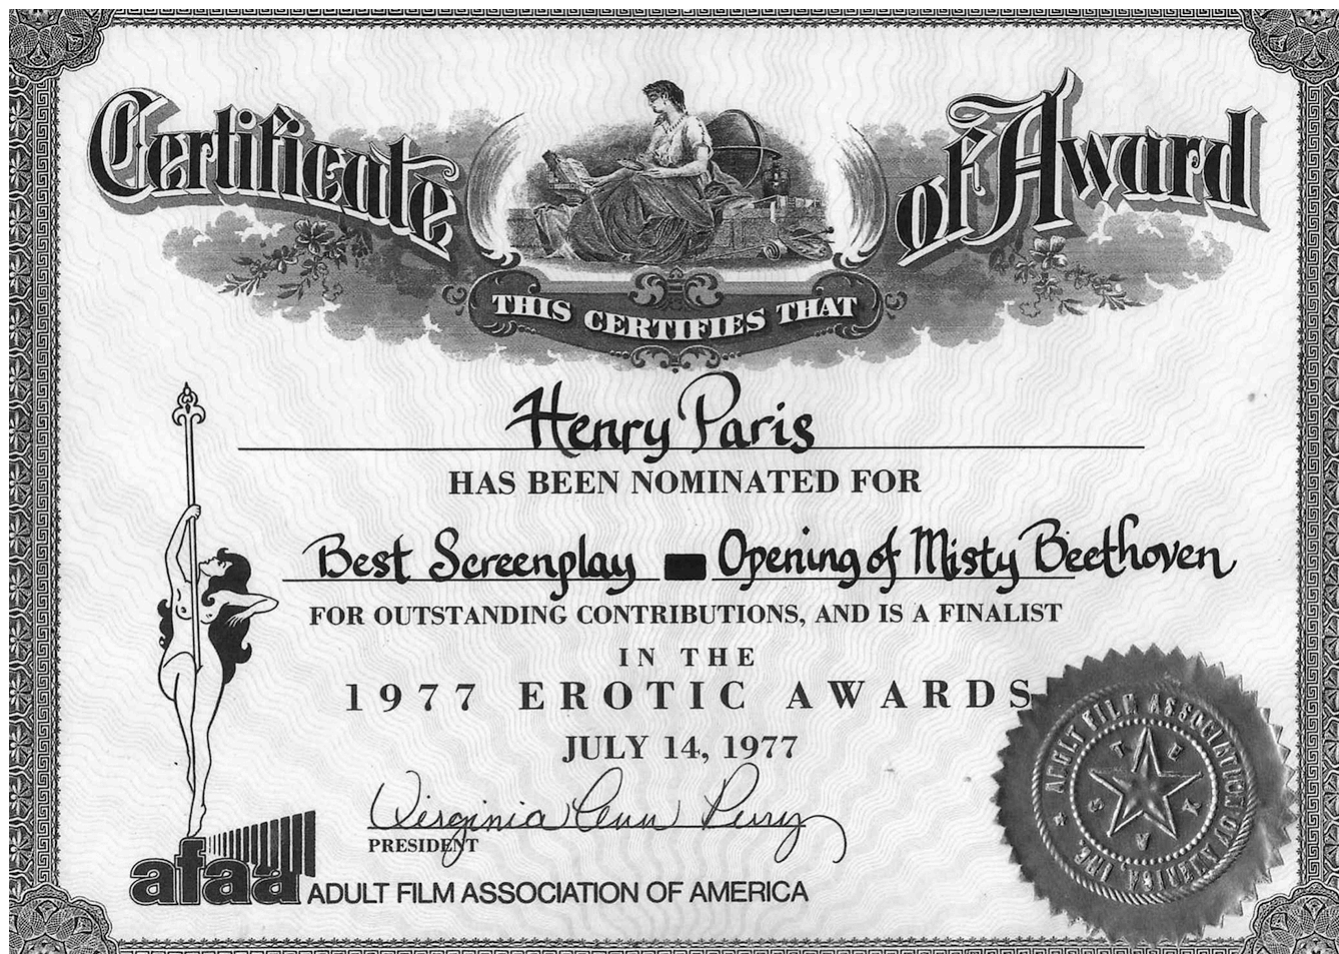 Certificate of Award
THIS CERTIFIES THAT
Henry Paris
HAS BEEN NOMINATED FOR
Best Screenplay Opening of Misty Beethoven
FOR OUTSTANDING CONTRIBUTIONS, AND IS A FINALIST
IN THE
1977 EROTIC AWARDS
JULY 14, 1977
Virginia Ann Perry
PRESIDENT
afaa ADULT FILM ASSOCIATION OF AMERICA
ADULT FILM ASSOCIATION OF AMERICA INC.